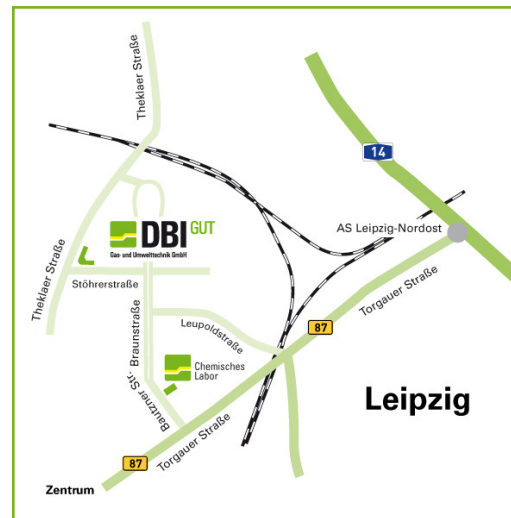 Theklaer Straße
14
AS Leipzig-Nordost
DBI GUT
Gas- und Umwelttechnik GmbH
Theklaer Straße
Stöhrerstraße
Torgauer Straße
87
Braunstraße
Leupoldstraße
Chemisches
Labor
Bautzner Str.
Leipzig
Torgauer Straße
87
Zentrum